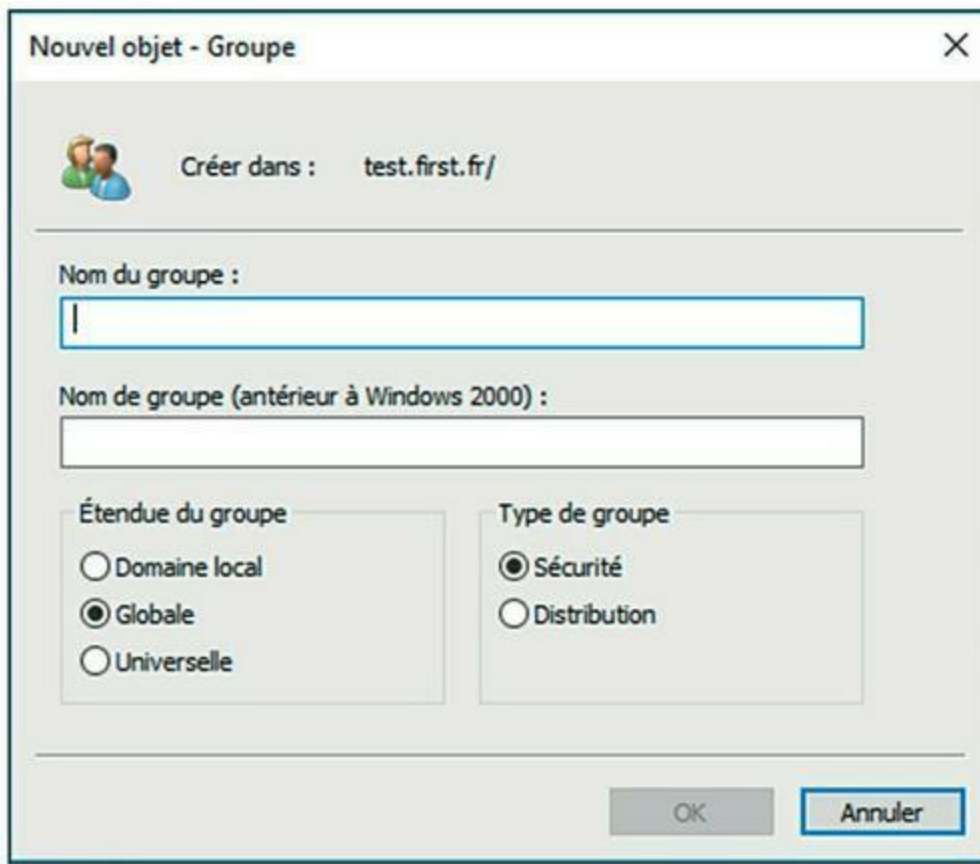 Nouvel objet - Groupe
Créer dans : test.first.fr/
Nom du groupe :
Nom de groupe (antérieur à Windows 2000) :
Étendue du groupe
Domaine local
Globale
Universelle
Type de groupe
Sécurité
Distribution
OK
Annuler